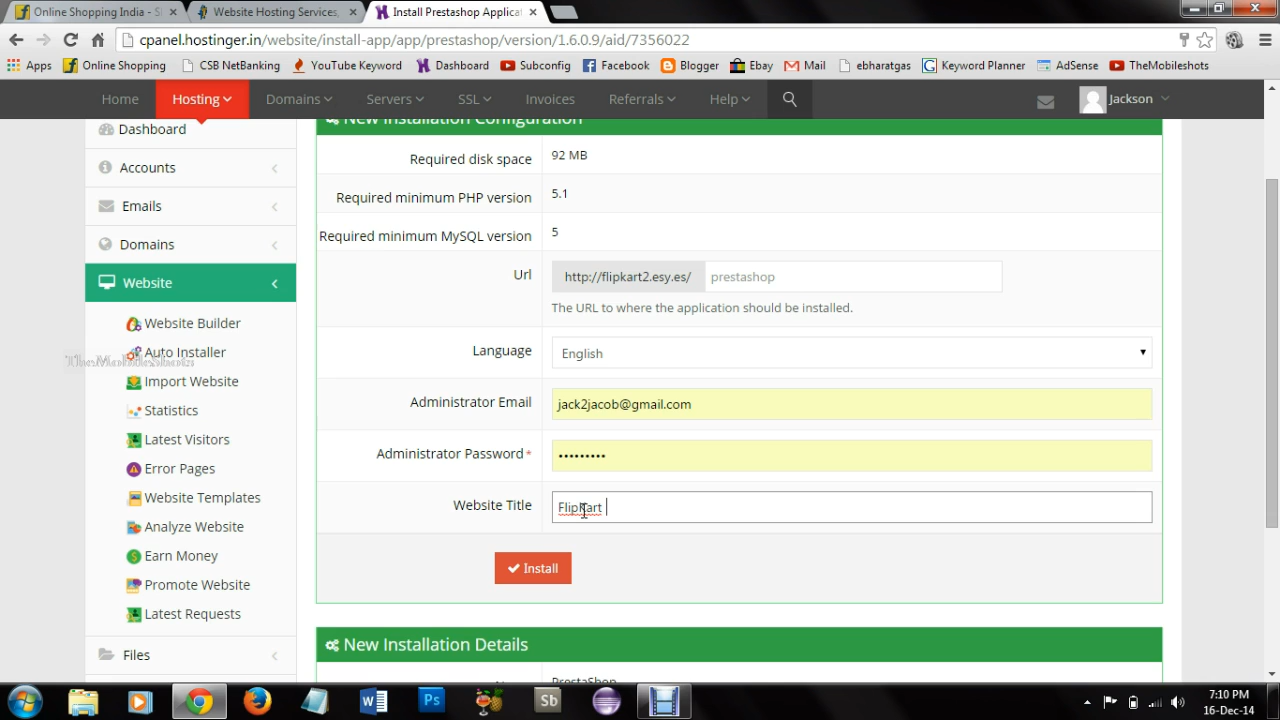 Online Shopping India - S
Website Hosting Services,
Install Prestashop Applicat
cpanel.hostinger.in/website/install-app/app/prestashop/version/1.6.0.9/aid/7356022
Apps
Online Shopping
CSB NetBanking
YouTube Keyword
Dashboard
Subconfig
Facebook
Blogger
Ebay
Mail
ebharatgas
Keyword Planner
AdSense
TheMobileshots
Home
Hosting
Domains
Servers
SSL
Invoices
Referrals
Help
Jackson
Dashboard
Accounts
Emails
Domains
Website
Website Builder
Auto Installer
TheMobileShots
Import Website
Statistics
Latest Visitors
Error Pages
Website Templates
Analyze Website
Earn Money
Promote Website
Latest Requests
Files
New Installation Configuration
Required disk space 92 MB
Required minimum PHP version 5.1
Required minimum MySQL version 5
Url http://flipkart2.esy.es/ prestashop
The URL to where the application should be installed.
Language English
Administrator Email jack2jacob@gmail.com
Administrator Password * •••••••••
Website Title FlipKart
Install
New Installation Details
PrestaShop
Ps
Sb
7:10 PM
16-Dec-14